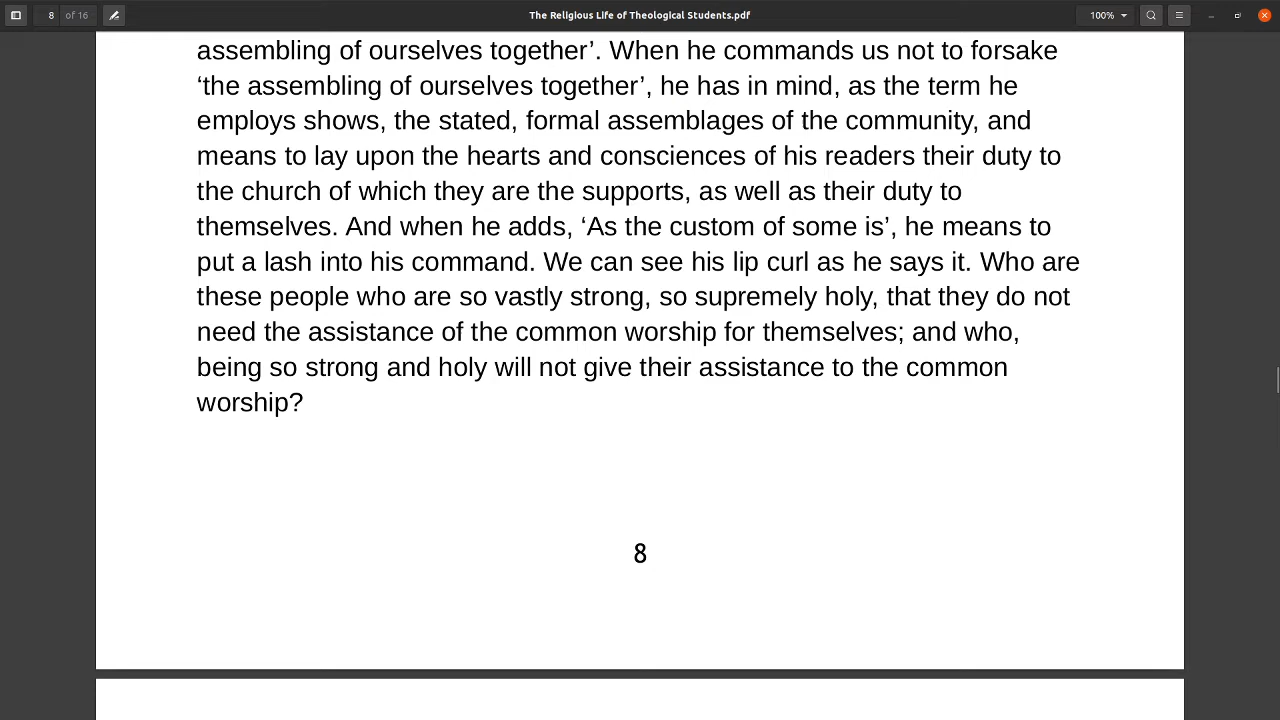 8 of 16 The Religious Life of Theological Students.pdf 100%
assembling of ourselves together’. When he commands us not to forsake
‘the assembling of ourselves together’, he has in mind, as the term he
employs shows, the stated, formal assemblages of the community, and
means to lay upon the hearts and consciences of his readers their duty to
the church of which they are the supports, as well as their duty to
themselves. And when he adds, ‘As the custom of some is’, he means to
put a lash into his command. We can see his lip curl as he says it. Who are
these people who are so vastly strong, so supremely holy, that they do not
need the assistance of the common worship for themselves; and who,
being so strong and holy will not give their assistance to the common
worship?
8